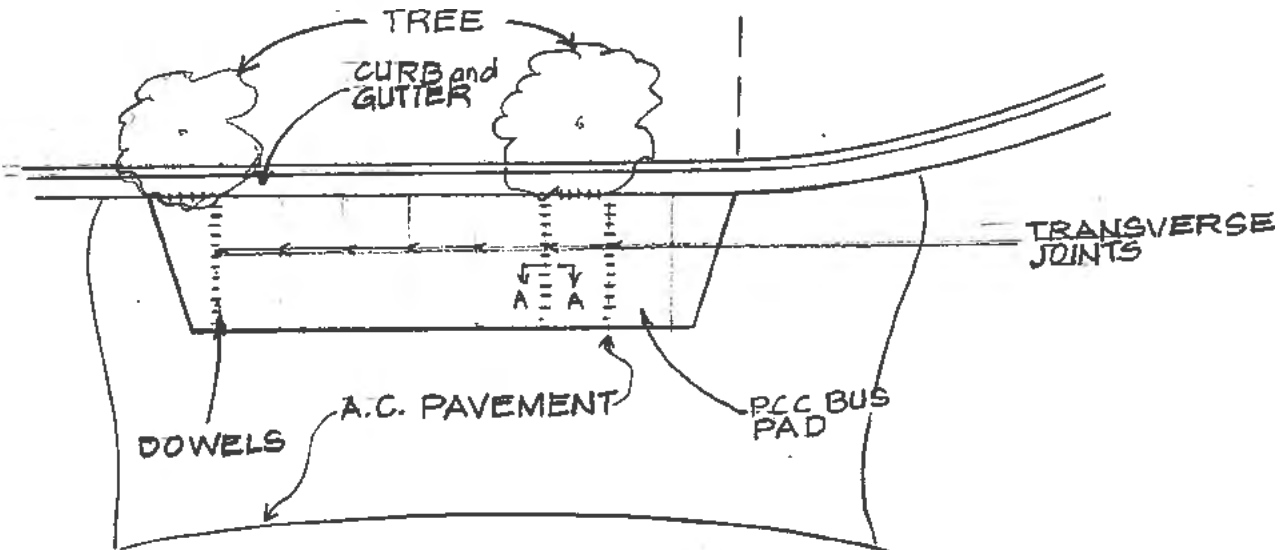 TREE
CURB and
GUTTER
TRANSVERSE
JOINTS
A A
A.C. PAVEMENT
P.C.C BUS
PAD
DOWELS